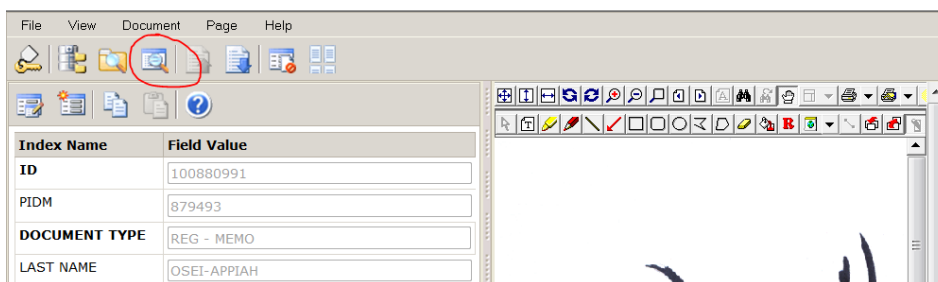 File View Document Page Help
Index Name Field Value
ID 100880991
PIDM 879493
DOCUMENT TYPE REG - MEMO
LAST NAME OSEI-APPIAH